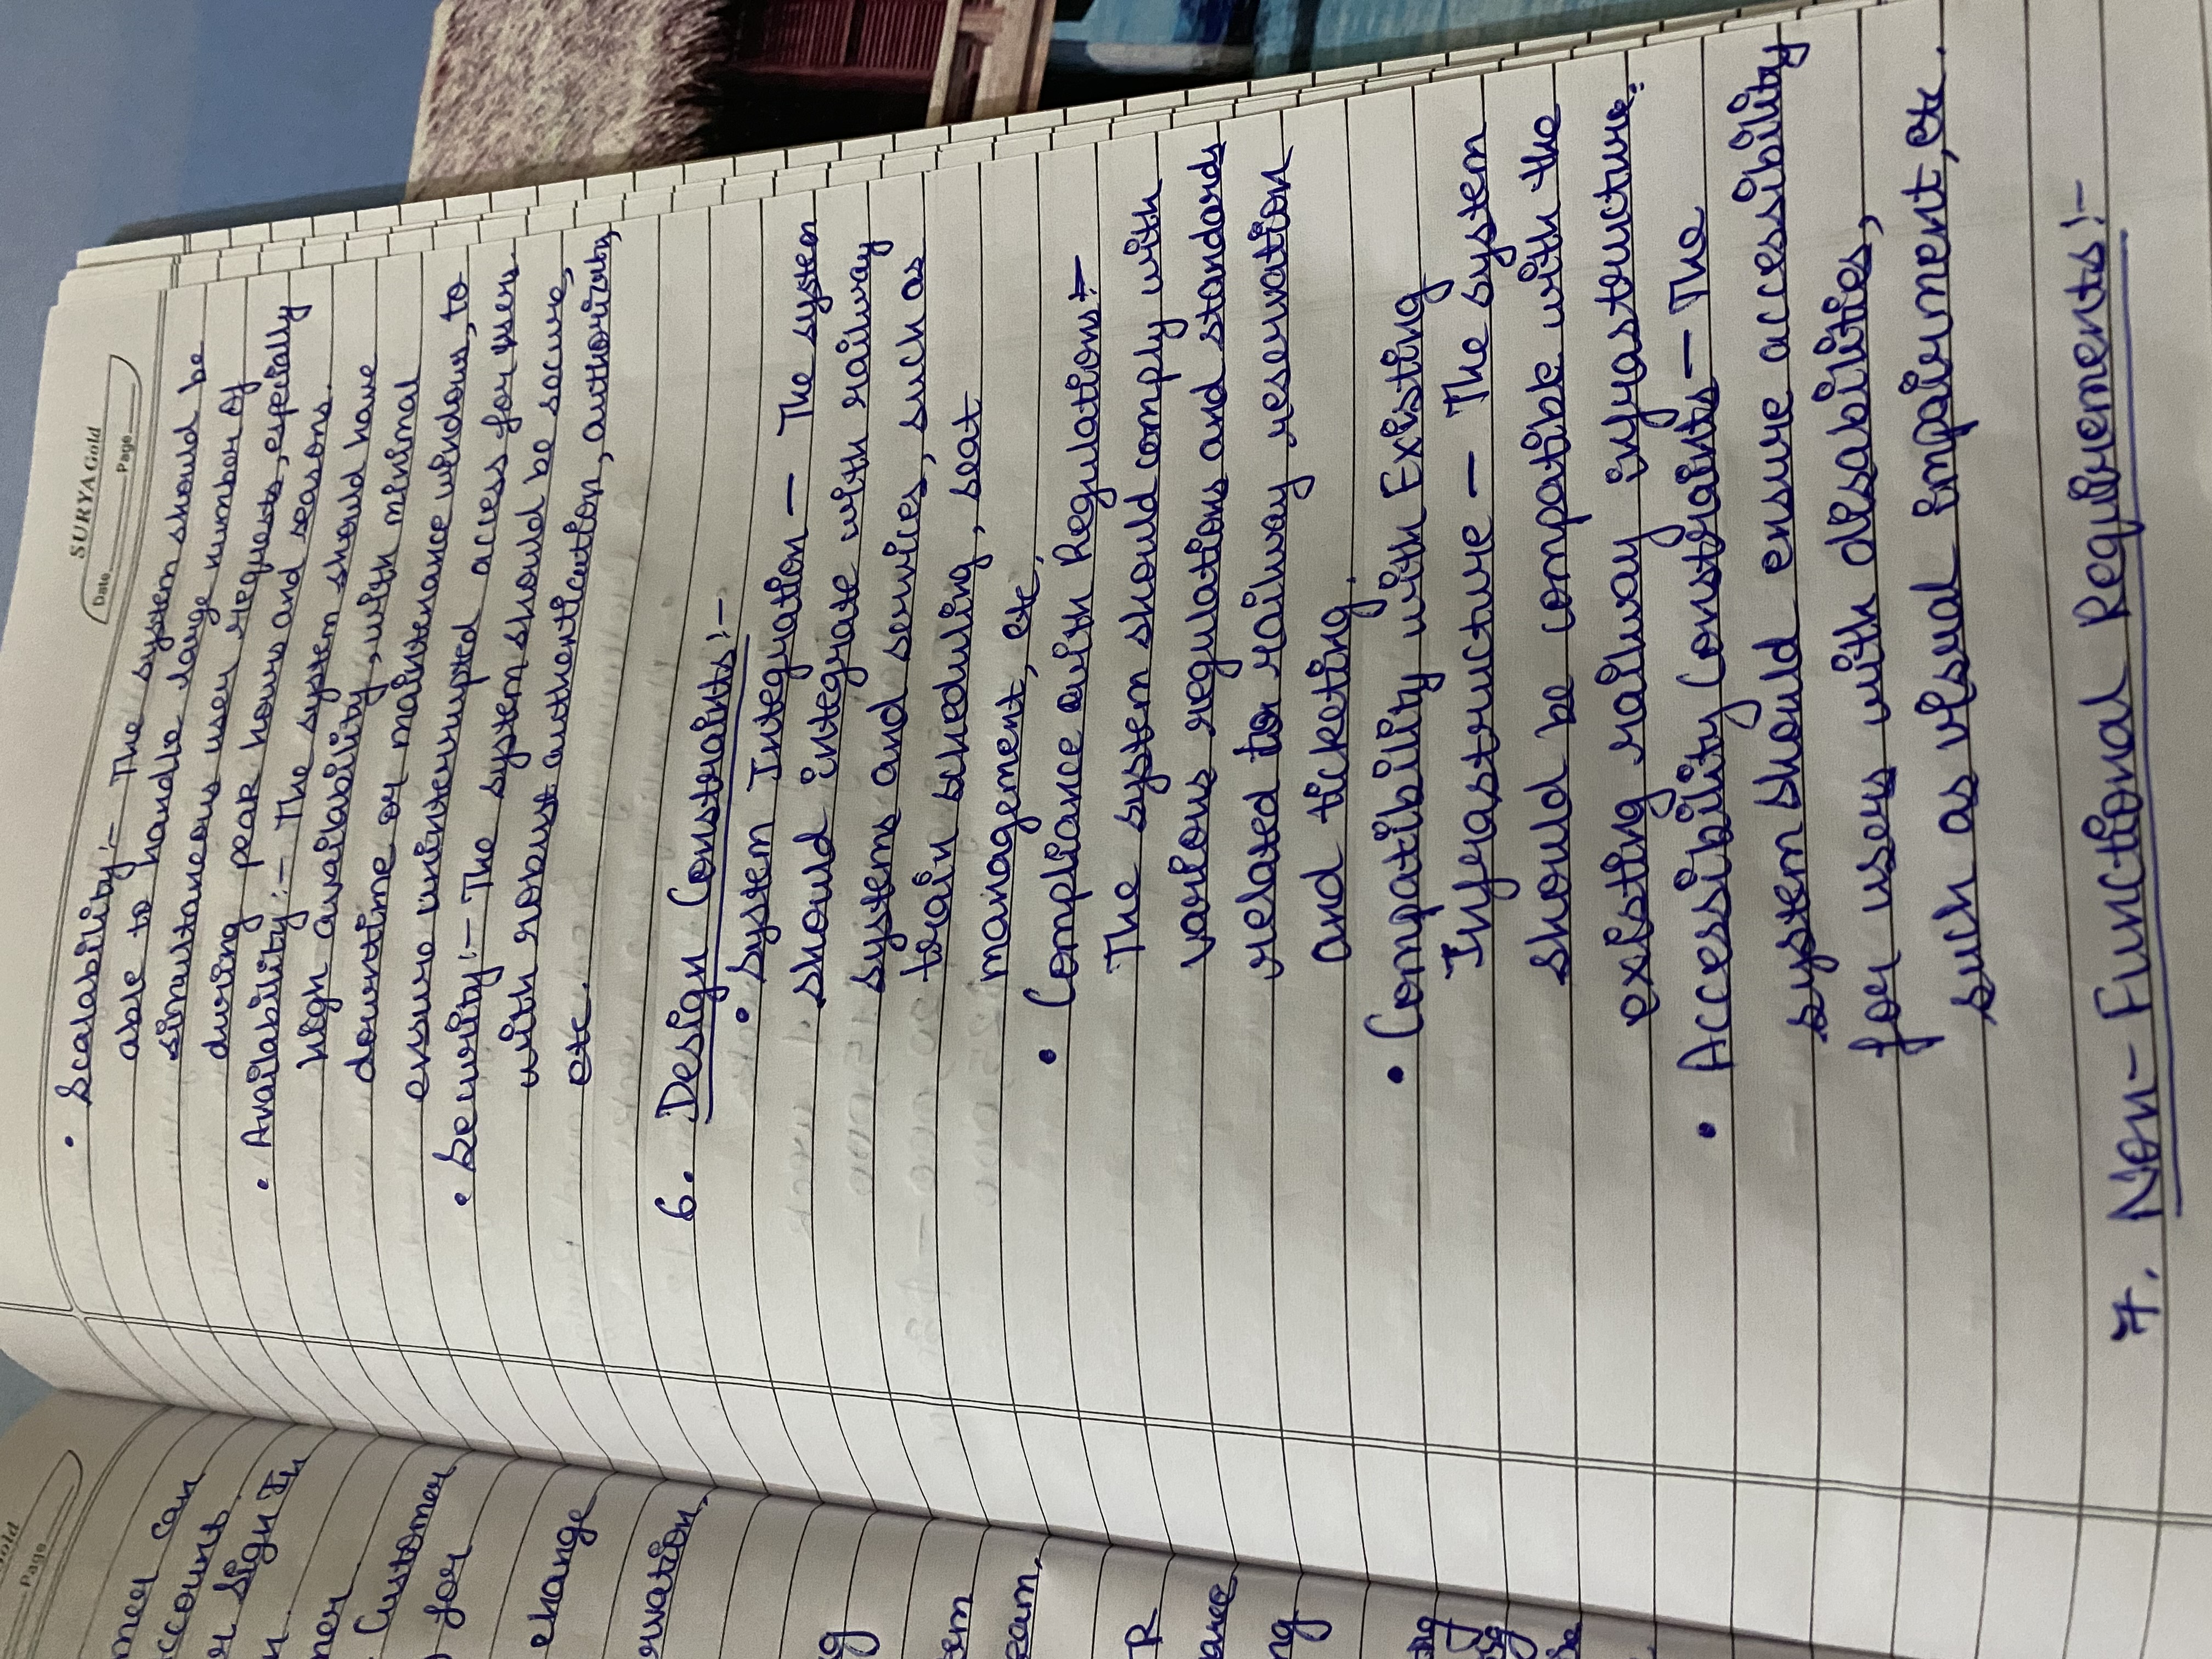 Gold
Page
mer can
ccount.
r Sign In
n.
mer
Customer
) for
change
ervation,
g
tem
eam,
R
ance
ng
ng
sg
se
SURYA Gold
Date
Page
• Scalability :- The system should be
able to handle large number of
simultaneous user requests, especially
during peak hours and seasons.
• Availability :- The system should have
high availability, with minimal
downtime or maintenance windows, to
ensure uninterrupted access for users.
• Security :- The system should be secure,
with robust authentication,
etc.
6. Design Constraints :-
• System Integration — The system
should integrate with railway
systems and services, such as
train scheduling, seat
management, etc,
• Compliance with Regulations :-
The system should comply with
various regulations and standards
related to railway reservation
and ticketing.
• Compatibility with Existing
Infrastructure — The system
should be compatible with the
existing railway infrastructure.
• Accessibility Constraints — The
system should ensure accessibility
for users with disabilities,
such as visual impairment, etc.
7. Non-Functional Requirements :-